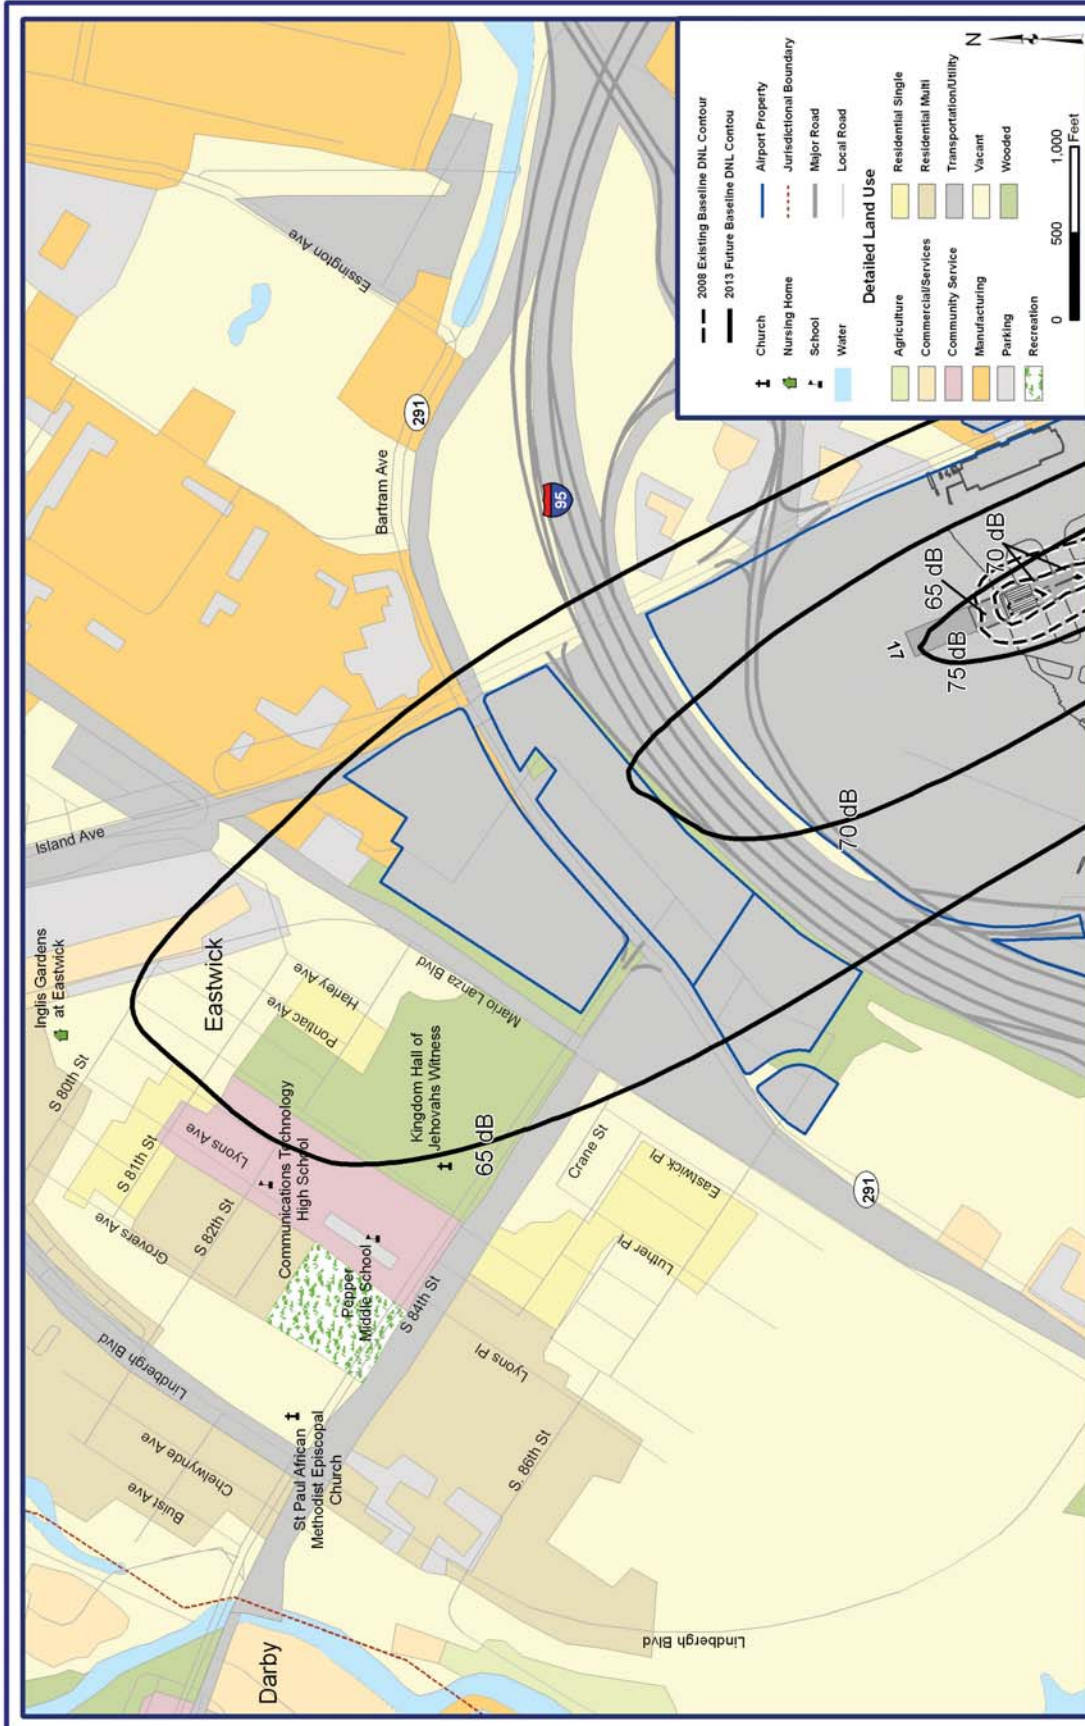 Inglis Gardens
at Eastwick
Island Ave
Essington Ave
Bartram Ave
291
95
S 80th St
Eastwick
Harley Ave
Pontiac Ave
Mario Lanza Blvd
S 81th St
Lyons Ave
Grovers Ave
S 82th St
Communications Technology
High School
Kingdom Hall of
Jehovahs Witness
65 dB
Pepper
Middle School
S 84th St
Lindbergh Blvd
Chelwynde Ave
Buist Ave
St Paul African
Methodist Episcopal
Church
Crane St
Eastwick Pl
Luther Pl
Lyons Pl
S. 86th St
291
Lindbergh Blvd
Darby
70 dB
17
75 dB
65 dB
70 dB
2008 Existing Baseline DNL Contour
2013 Future Baseline DNL Contou
Church
Nursing Home
School
Water
Airport Property
Jurisdictional Boundary
Major Road
Local Road
Detailed Land Use
Agriculture
Commercial/Services
Community Service
Manufacturing
Parking
Recreation
Residential Single
Residential Multi
Transportation/Utility
Vacant
Wooded
N
0 500 1,000
Feet